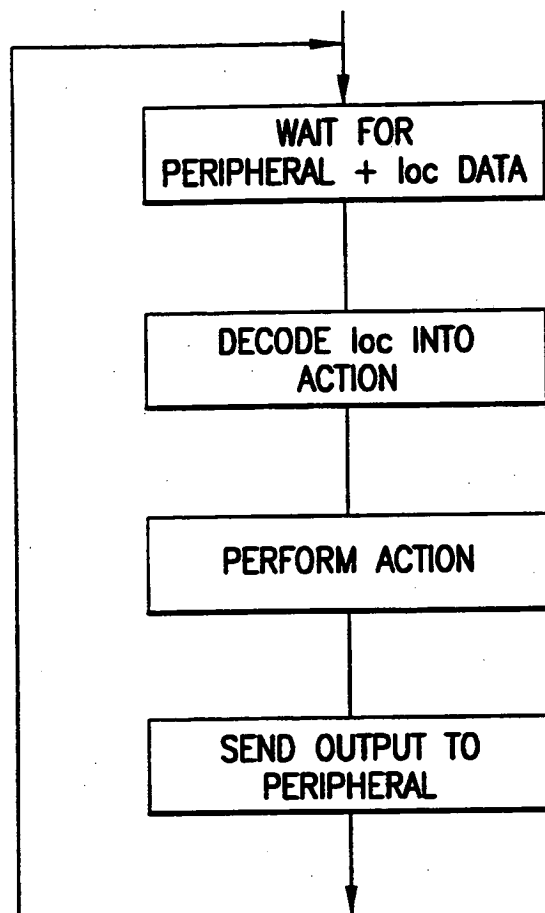 WAIT FOR
PERIPHERAL + loc DATA
DECODE loc INTO
ACTION
PERFORM ACTION
SEND OUTPUT TO
PERIPHERAL